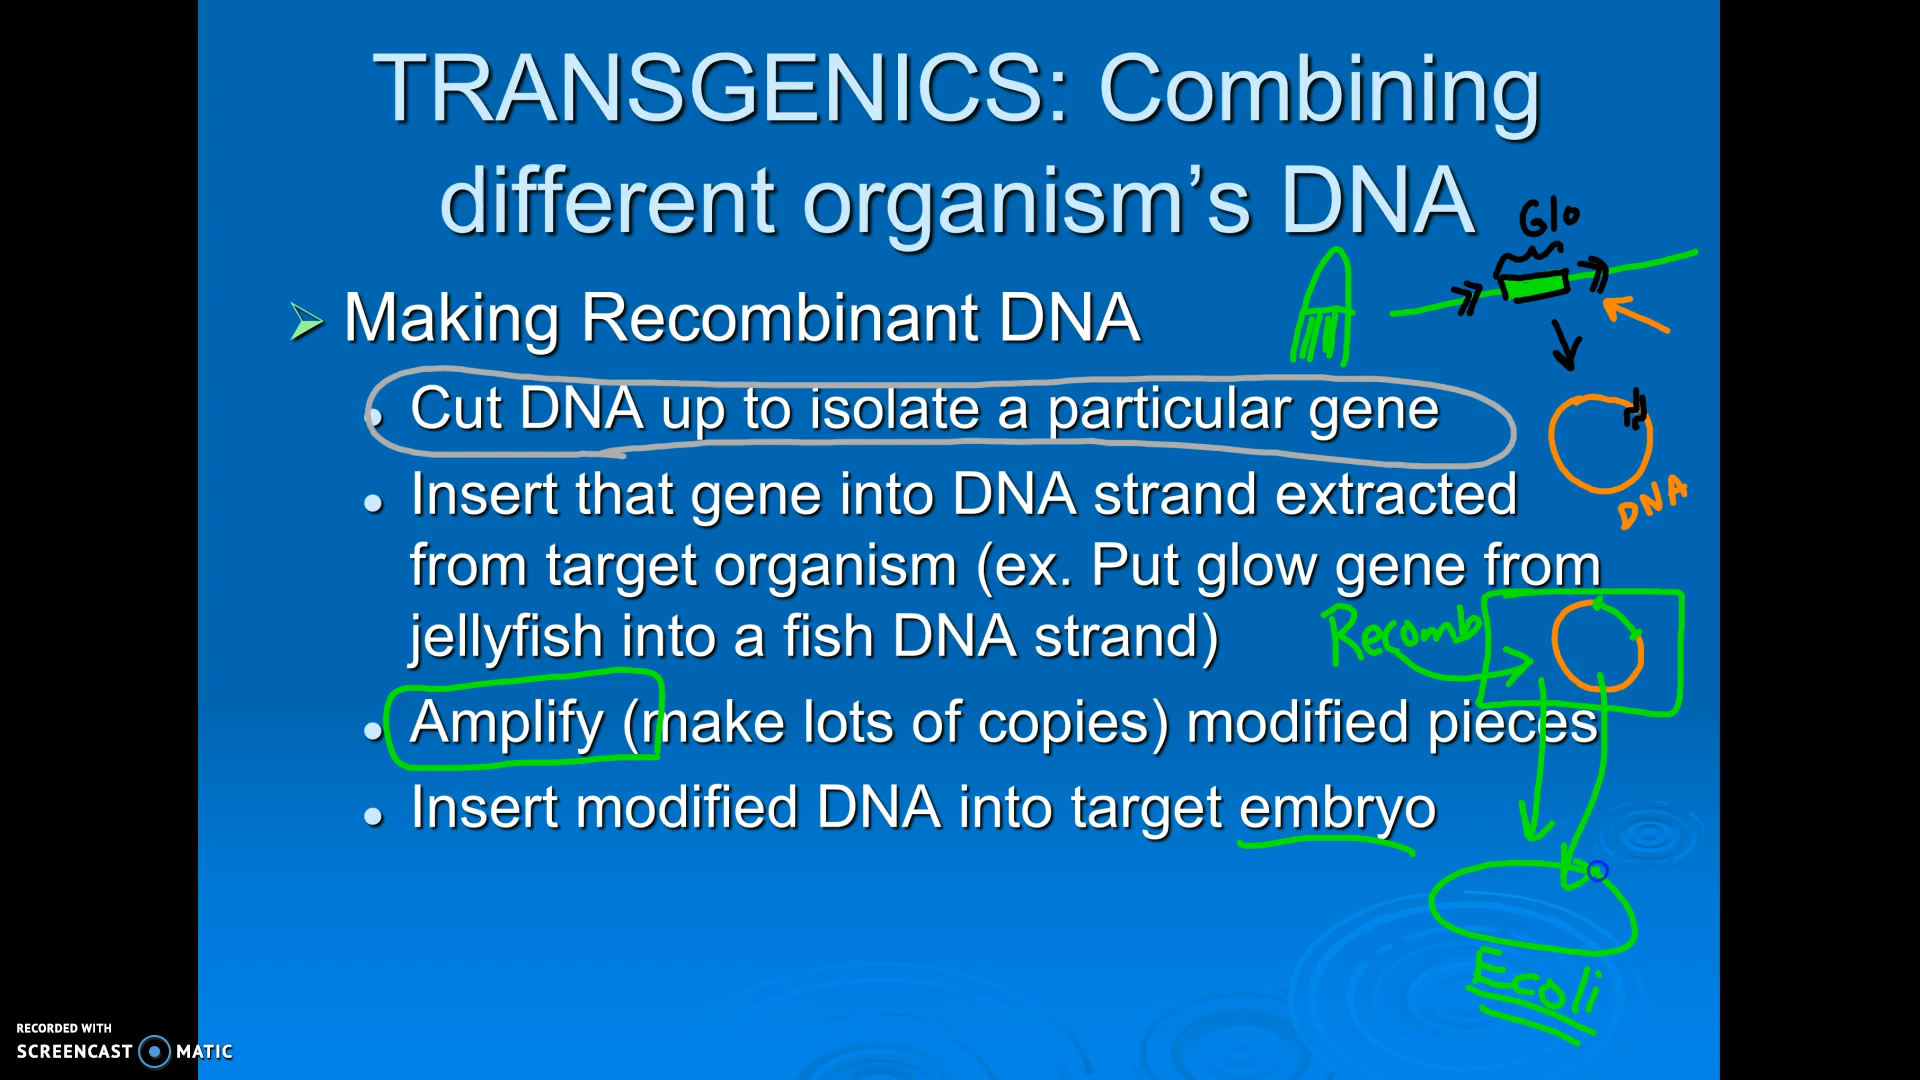 TRANSGENICS: Combining
different organism’s DNA
Glo
Making Recombinant DNA
Cut DNA up to isolate a particular gene
DNA
Insert that gene into DNA strand extracted
from target organism (ex. Put glow gene from
jellyfish into a fish DNA strand)
Recomb
Amplify (make lots of copies) modified pieces
Insert modified DNA into target embryo
Ecoli
RECORDED WITH
SCREENCAST MATIC